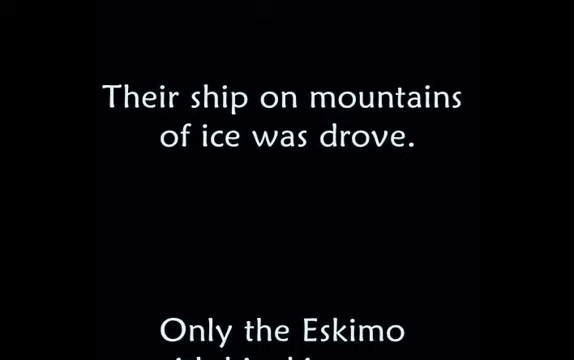 Their ship on mountains
of ice was drove.
Only the Eskimo